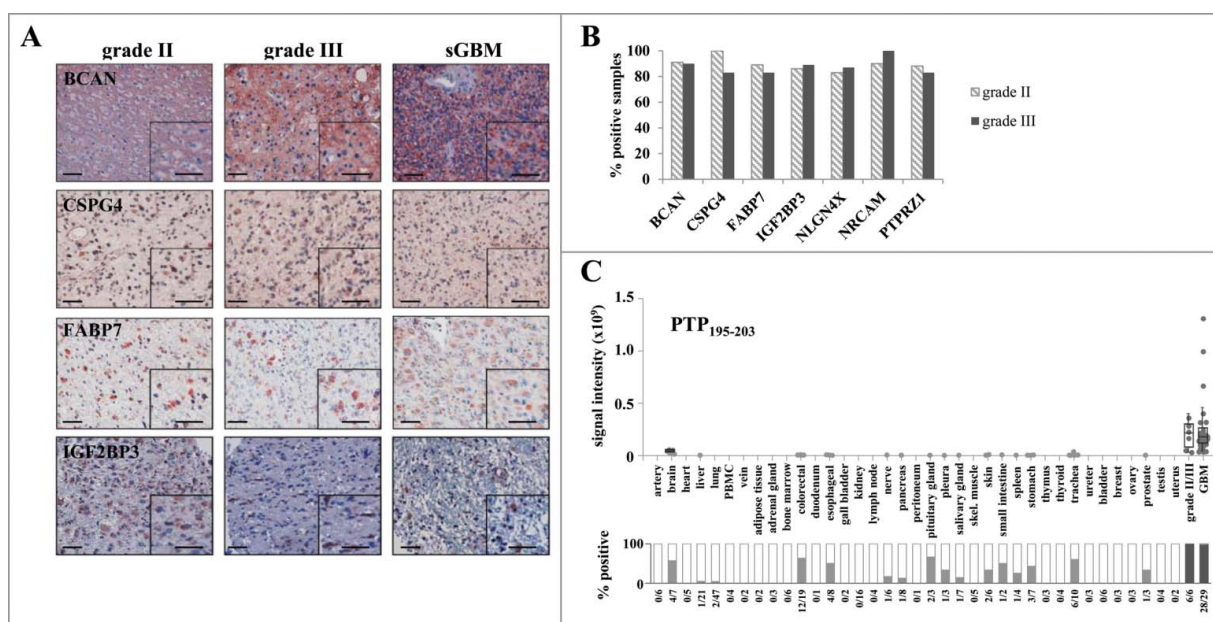 A
grade II
grade III
sGBM
BCAN
CSPG4
FABP7
IGF2BP3
B
% positive samples
100
80
60
40
20
0
BCAN
CSPG4
FABP7
IGF2BP3
NLGN4X
NRCAM
PTPRZ1
grade II
grade III
C
signal intensity (x10⁹)
1.5
1.0
0.5
0
PTP195-203
artery
brain
heart
liver
lung
PBMC
vein
adipose tissue
adrenal gland
bone marrow
colorectal
duodenum
esophageal
gall bladder
kidney
lymph node
nerve
pancreas
peritoneum
pituitary gland
pleura
salivary gland
skel. muscle
skin
small intestine
spleen
stomach
thymus
thyroid
trachea
ureter
bladder
breast
ovary
prostate
testis
uterus
grade II/III
GBM
% positive
100
0
0/6
4/7
0/5
1/21
2/47
0/4
0/2
0/2
0/3
0/6
12/19
0/1
4/8
0/2
0/16
0/4
1/6
1/8
0/1
2/3
1/3
1/7
0/5
2/6
1/2
1/4
3/7
0/3
0/4
6/10
0/3
0/6
0/3
0/3
1/3
0/4
0/2
6/6
28/29